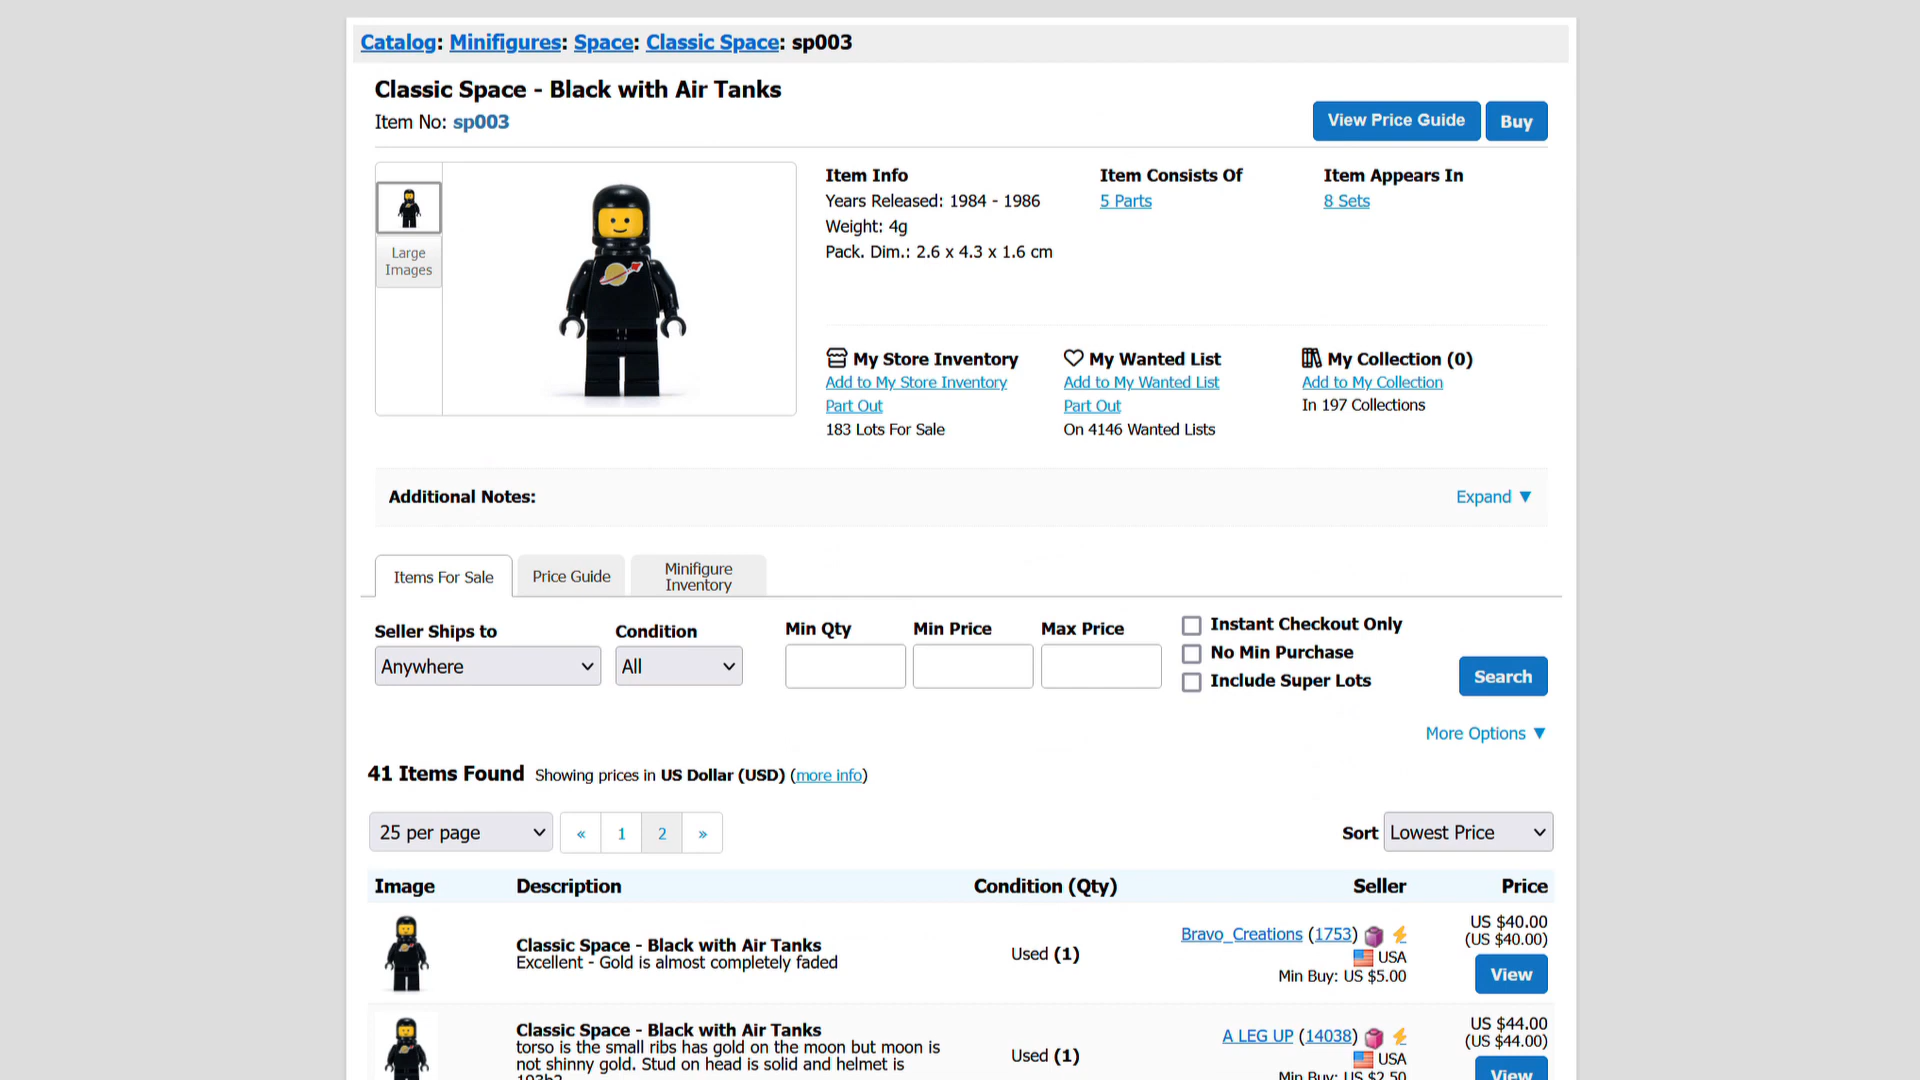 Catalog: Minifigures: Space: Classic Space: sp003
Classic Space - Black with Air Tanks
Item No: sp003
View Price Guide
Buy
Large
Images
Item Info
Years Released: 1984 - 1986
Weight: 4g
Pack. Dim.: 2.6 x 4.3 x 1.6 cm
Item Consists Of
5 Parts
Item Appears In
8 Sets
My Store Inventory
Add to My Store Inventory
Part Out
183 Lots For Sale
My Wanted List
Add to My Wanted List
Part Out
On 4146 Wanted Lists
My Collection (0)
Add to My Collection
In 197 Collections
Additional Notes:
Expand ▼
Items For Sale
Price Guide
Minifigure
Inventory
Seller Ships to
Anywhere
Condition
All
Min Qty
Min Price
Max Price
Instant Checkout Only
No Min Purchase
Include Super Lots
Search
More Options ▼
41 Items Found Showing prices in US Dollar (USD) (more info)
25 per page
« 1 2 »
Sort Lowest Price
Image Description Condition (Qty) Seller Price
Classic Space - Black with Air Tanks
Excellent - Gold is almost completely faded
Used (1)
Bravo_Creations (1753)
USA
Min Buy: US $5.00
US $40.00
(US $40.00)
View
Classic Space - Black with Air Tanks
torso is the small ribs has gold on the moon but moon is
not shinny gold. Stud on head is solid and helmet is
Used (1)
A LEG UP (14038)
USA
Min Buy: US $2.50
US $44.00
(US $44.00)
View